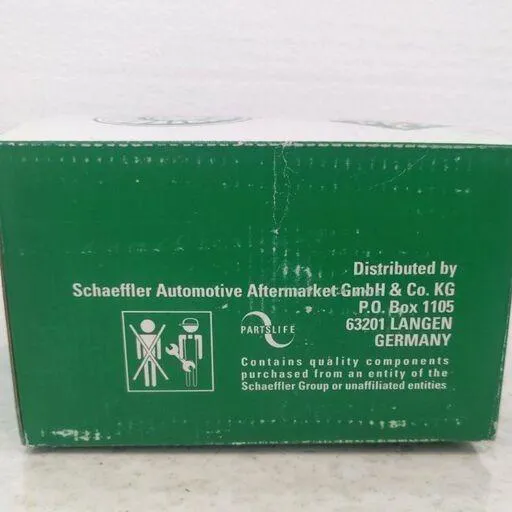 Distributed by
Schaeffler Automotive Aftermarket GmbH & Co. KG
P.O. Box 1105
63201 LANGEN
GERMANY
PARTSLIFE
Contains quality components
purchased from an entity of the
Schaeffler Group or unaffiliated entities